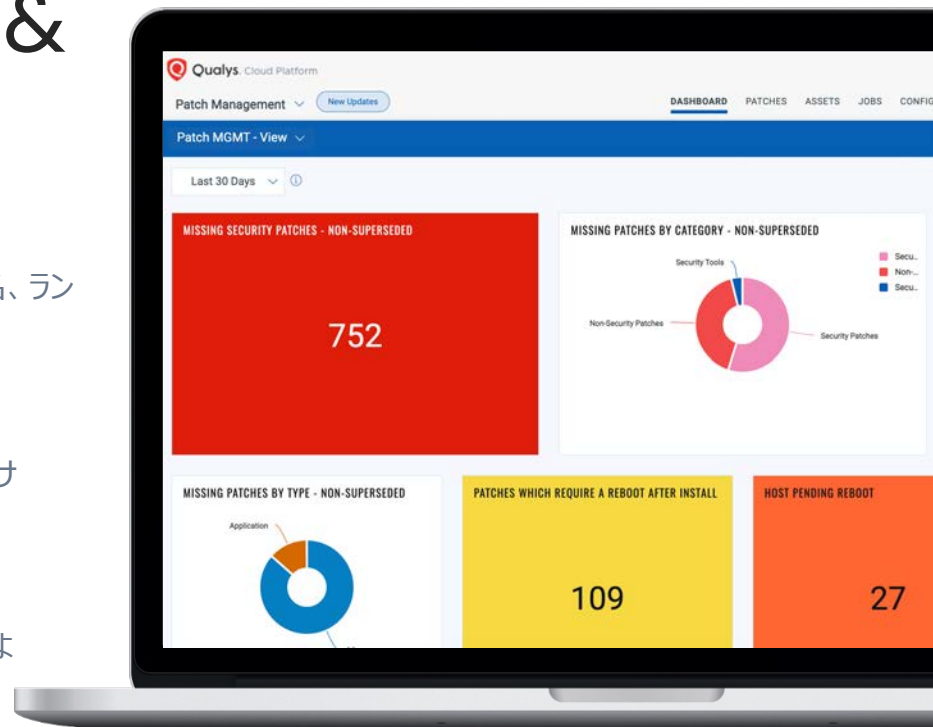 &
、ラン
け
Qualys. Cloud Platform
Patch Management New Updates
DASHBOARD PATCHES ASSETS JOBS CONFIG
Patch MGMT - View
Last 30 Days
MISSING SECURITY PATCHES - NON-SUPERSEDED
752
MISSING PATCHES BY CATEGORY - NON-SUPERSEDED
Security Tools
Non-Security Patches
Security Patches
Secu..
Non-..
Secu..
MISSING PATCHES BY TYPE - NON-SUPERSEDED
Application
PATCHES WHICH REQUIRE A REBOOT AFTER INSTALL
109
HOST PENDING REBOOT
27